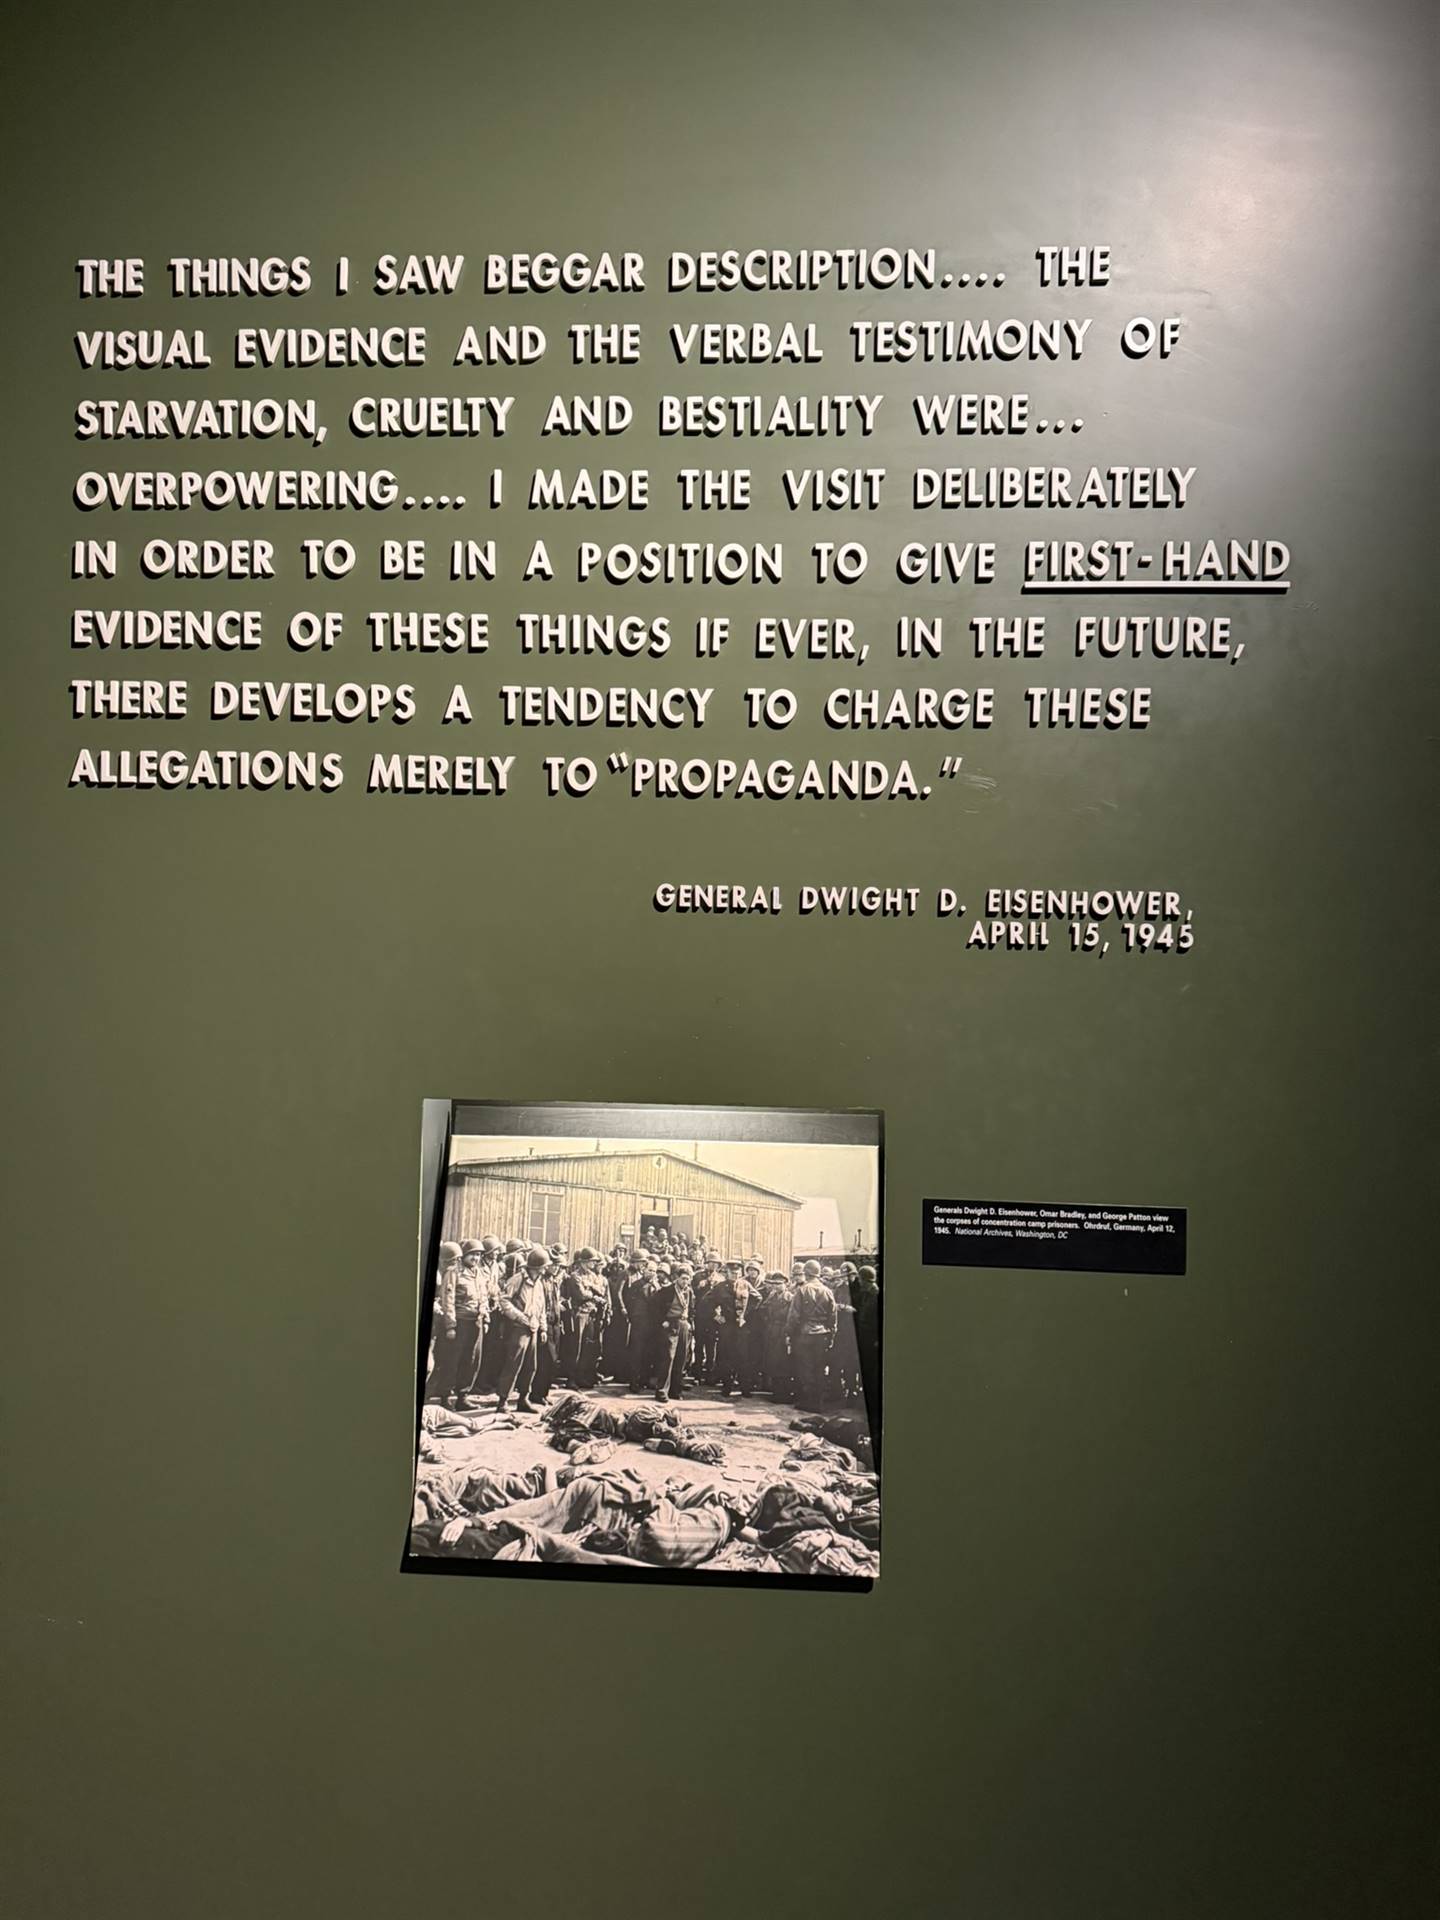 THE THINGS I SAW BEGGAR DESCRIPTION.... THE
VISUAL EVIDENCE AND THE VERBAL TESTIMONY OF
STARVATION, CRUELTY AND BESTIALITY WERE...
OVERPOWERING.... I MADE THE VISIT DELIBERATELY
IN ORDER TO BE IN A POSITION TO GIVE FIRST-HAND
EVIDENCE OF THESE THINGS IF EVER, IN THE FUTURE,
THERE DEVELOPS A TENDENCY TO CHARGE THESE
ALLEGATIONS MERELY TO "PROPAGANDA."
GENERAL DWIGHT D. EISENHOWER,
APRIL 15, 1945
4
Generals Dwight D. Eisenhower, Omar Bradley, and George Patton view
the corpses of concentration camp prisoners. Ohrdruf, Germany, April 12,
1945. National Archives, Washington, DC